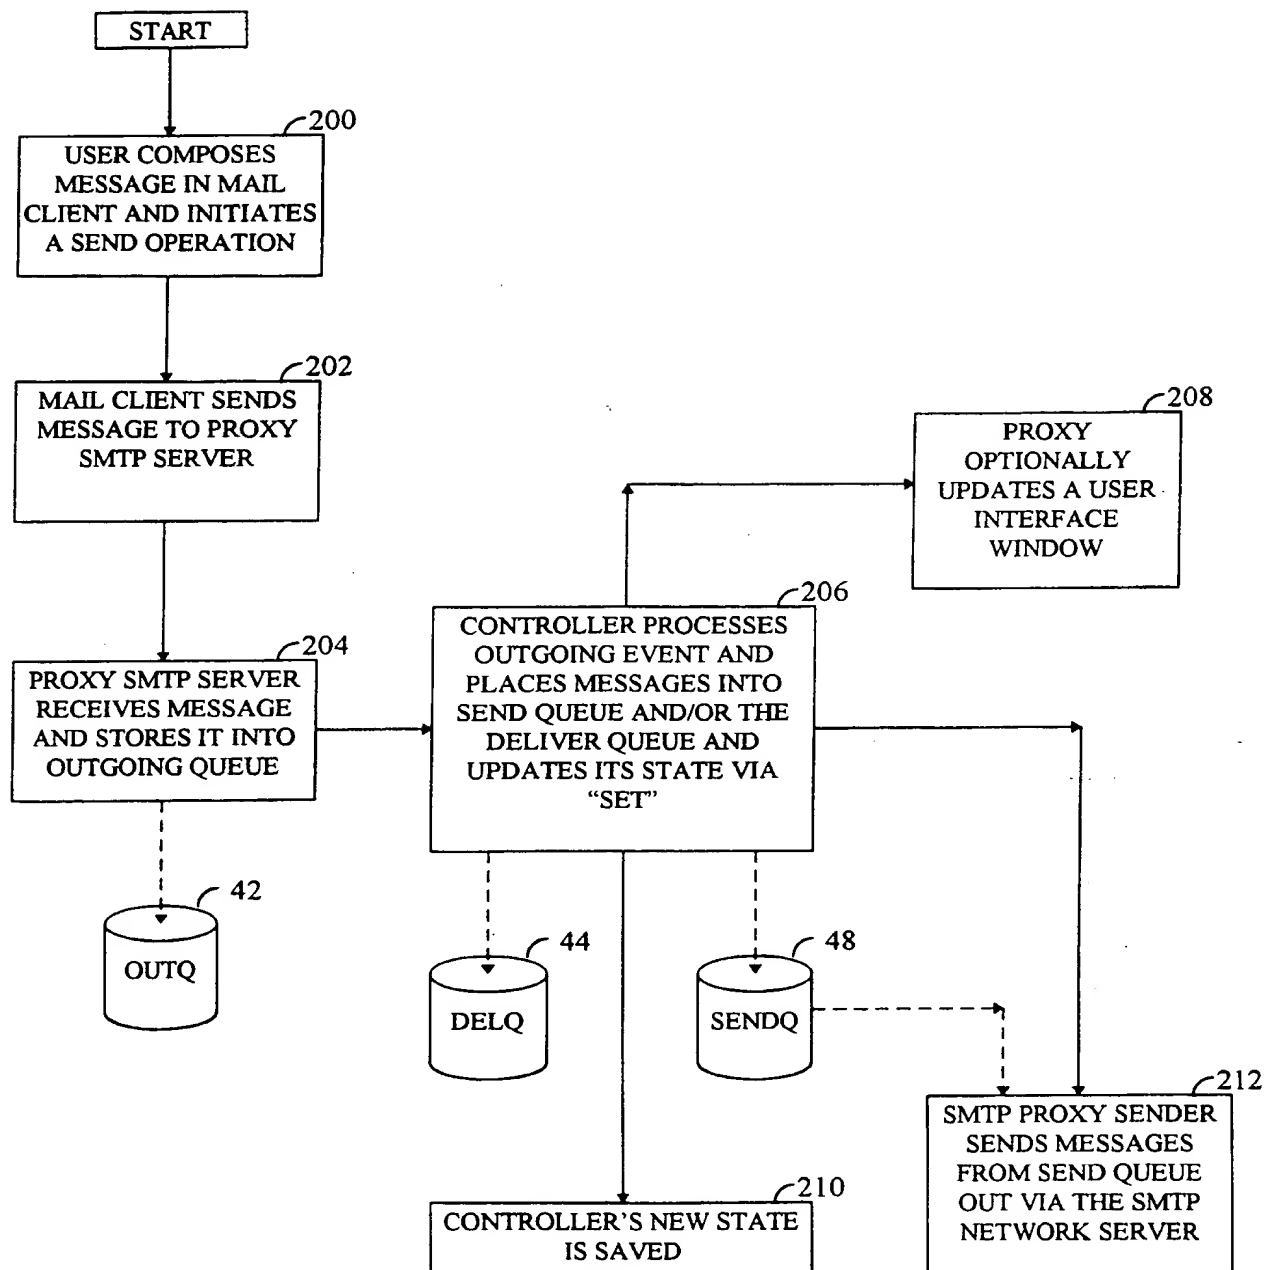 START
200
USER COMPOSES
MESSAGE IN MAIL
CLIENT AND INITIATES
A SEND OPERATION
202
MAIL CLIENT SENDS
MESSAGE TO PROXY
SMTP SERVER
208
PROXY
OPTIONALLY
UPDATES A USER
INTERFACE
WINDOW
204
PROXY SMTP SERVER
RECEIVES MESSAGE
AND STORES IT INTO
OUTGOING QUEUE
206
CONTROLLER PROCESSES
OUTGOING EVENT AND
PLACES MESSAGES INTO
SEND QUEUE AND/OR THE
DELIVER QUEUE AND
UPDATES ITS STATE VIA
“SET”
42
OUTQ
44
DELQ
48
SENDQ
210
CONTROLLER'S NEW STATE
IS SAVED
212
SMTP PROXY SENDER
SENDS MESSAGES
FROM SEND QUEUE
OUT VIA THE SMTP
NETWORK SERVER